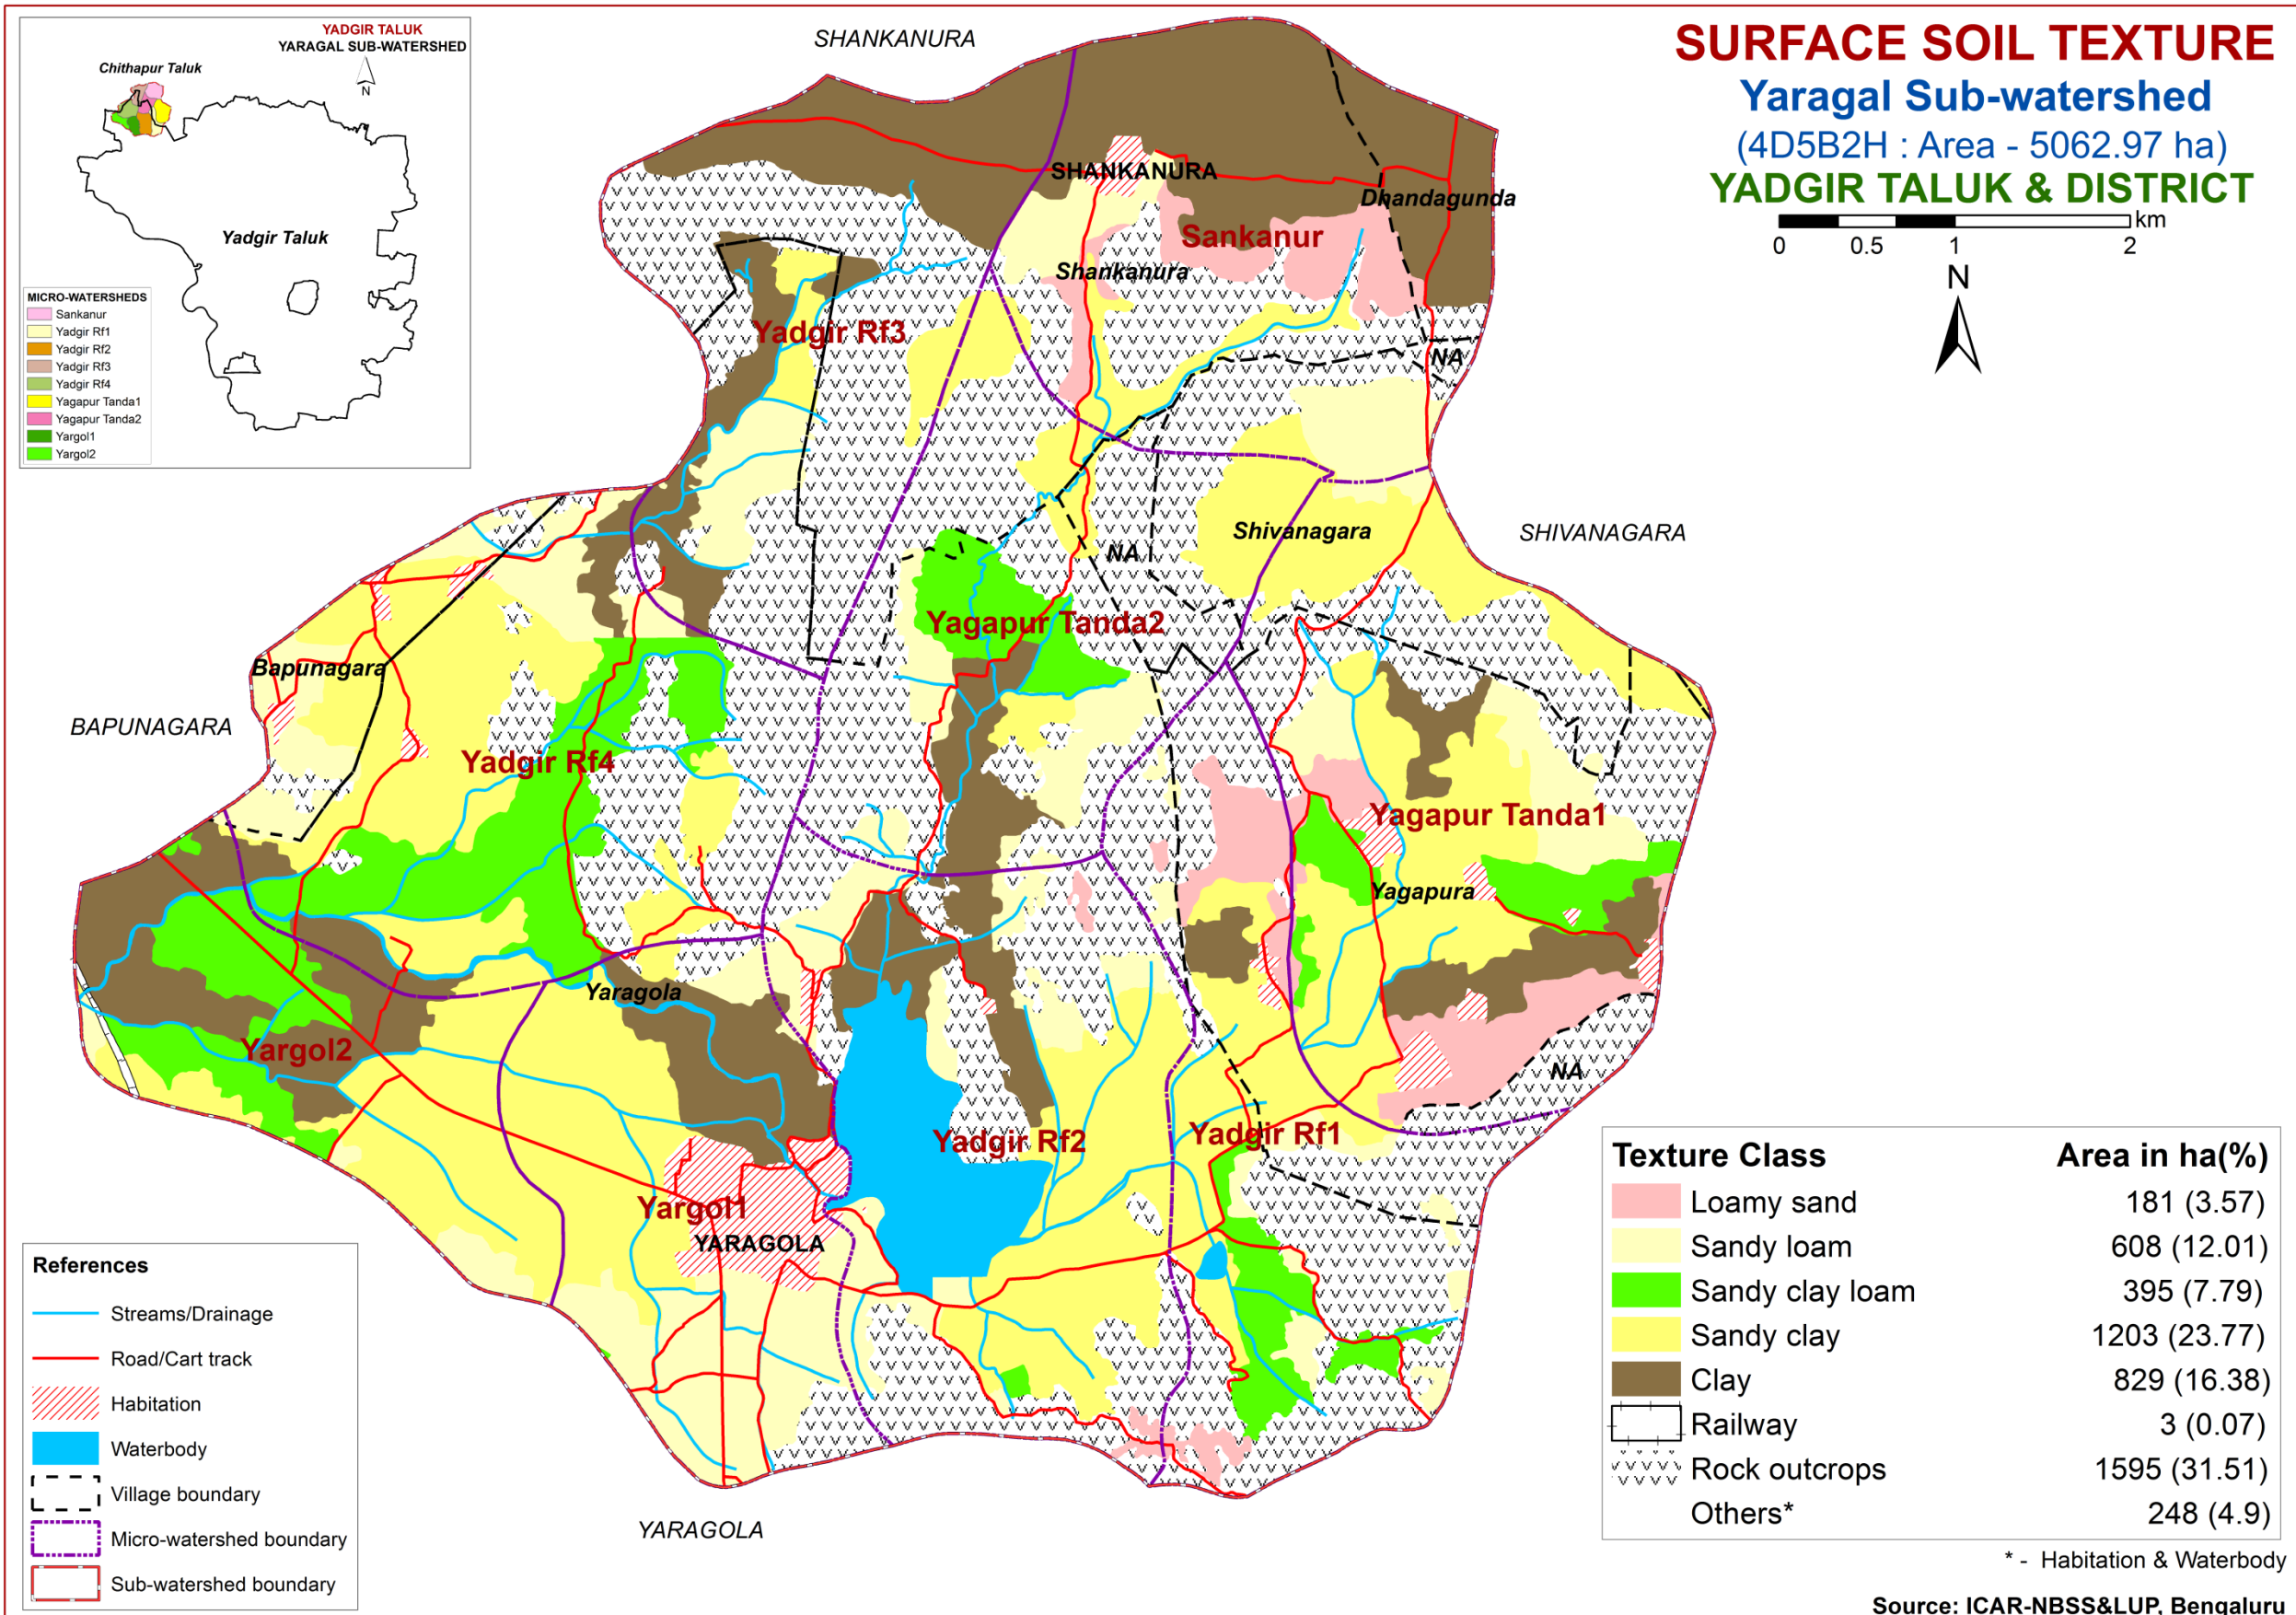 YADGIR TALUK
YARAGAL SUB-WATERSHED
N
Chithapur Taluk
Yadgir Taluk
MICRO-WATERSHEDS
Sankanur
Yadgir Rf1
Yadgir Rf2
Yadgir Rf3
Yadgir Rf4
Yagapur Tanda1
Yagapur Tanda2
Yargol1
Yargol2
SURFACE SOIL TEXTURE
Yaragal Sub-watershed
(4D5B2H : Area - 5062.97 ha)
YADGIR TALUK & DISTRICT
km
0 0.5 1 2
N
SHANKANURA
SHANKANURA
Dhandagunda
Sankanur
Shankanura
Yadgir Rf3
NA
Shivanagara
SHIVANAGARA
NA
Yagapur Tanda2
Bapunagara
BAPUNAGARA
Yadgir Rf4
Yagapur Tanda1
Yagapura
Yaragola
Yargol2
NA
Yadgir Rf2
Yadgir Rf1
Yargol1
YARAGOLA
YARAGOLA
References
Streams/Drainage
Road/Cart track
Habitation
Waterbody
Village boundary
Micro-watershed boundary
Sub-watershed boundary
Texture Class Area in ha(%)
Loamy sand 181 (3.57)
Sandy loam 608 (12.01)
Sandy clay loam 395 (7.79)
Sandy clay 1203 (23.77)
Clay 829 (16.38)
Railway 3 (0.07)
Rock outcrops 1595 (31.51)
Others* 248 (4.9)
* - Habitation & Waterbody
Source: ICAR-NBSS&LUP, Bengaluru